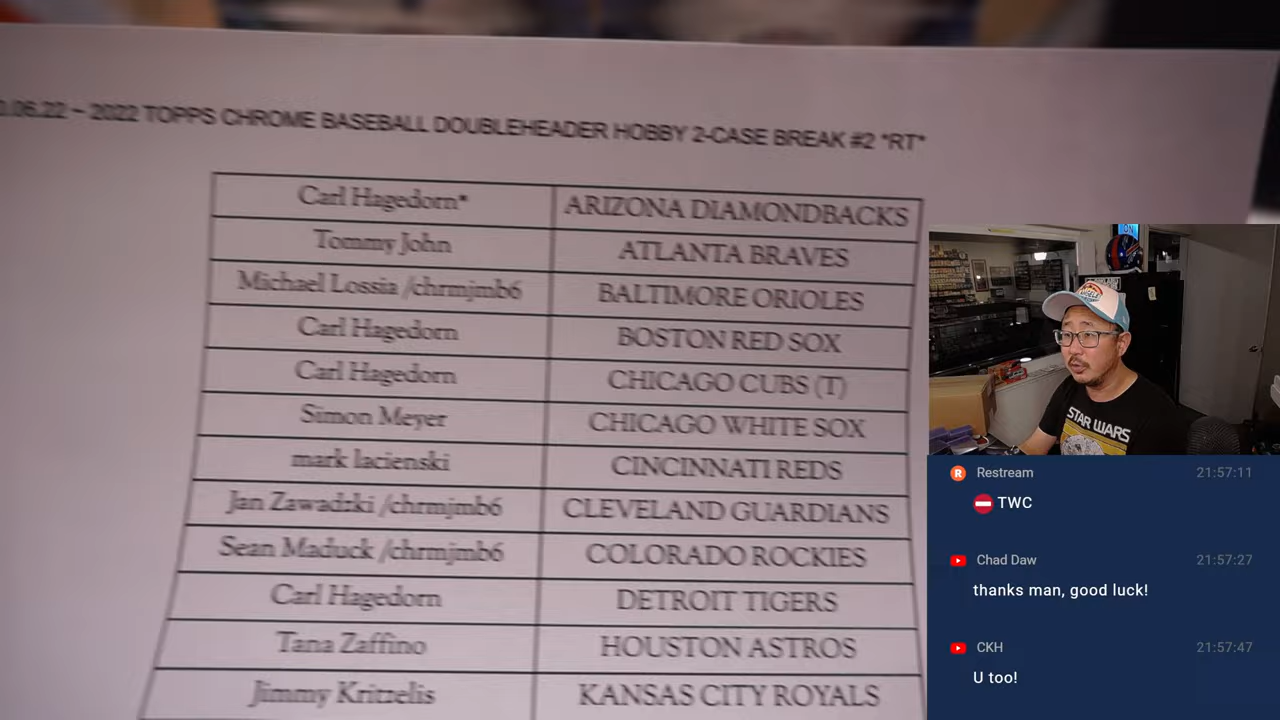 0.06.22 ~ 2022 TOPPS CHROME BASEBALL DOUBLEHEADER HOBBY 2-CASE BREAK #2 *RT*
Carl Hagedorn* ARIZONA DIAMONDBACKS
Tommy John ATLANTA BRAVES
Michael Lossia /chrmjmb6 BALTIMORE ORIOLES
Carl Hagedorn BOSTON RED SOX
Carl Hagedorn CHICAGO CUBS (T)
Simon Meyer CHICAGO WHITE SOX
mark lacienski CINCINNATI REDS
Jan Zawadzki /chrmjmb6 CLEVELAND GUARDIANS
Sean Maduck /chrmjmb6 COLORADO ROCKIES
Carl Hagedorn DETROIT TIGERS
Tana Zaffino HOUSTON ASTROS
Jimmy Kritzelis KANSAS CITY ROYALS
ON
STAR WARS
R Restream 21:57:11
TWC
Chad Daw 21:57:27
thanks man, good luck!
CKH 21:57:47
U too!